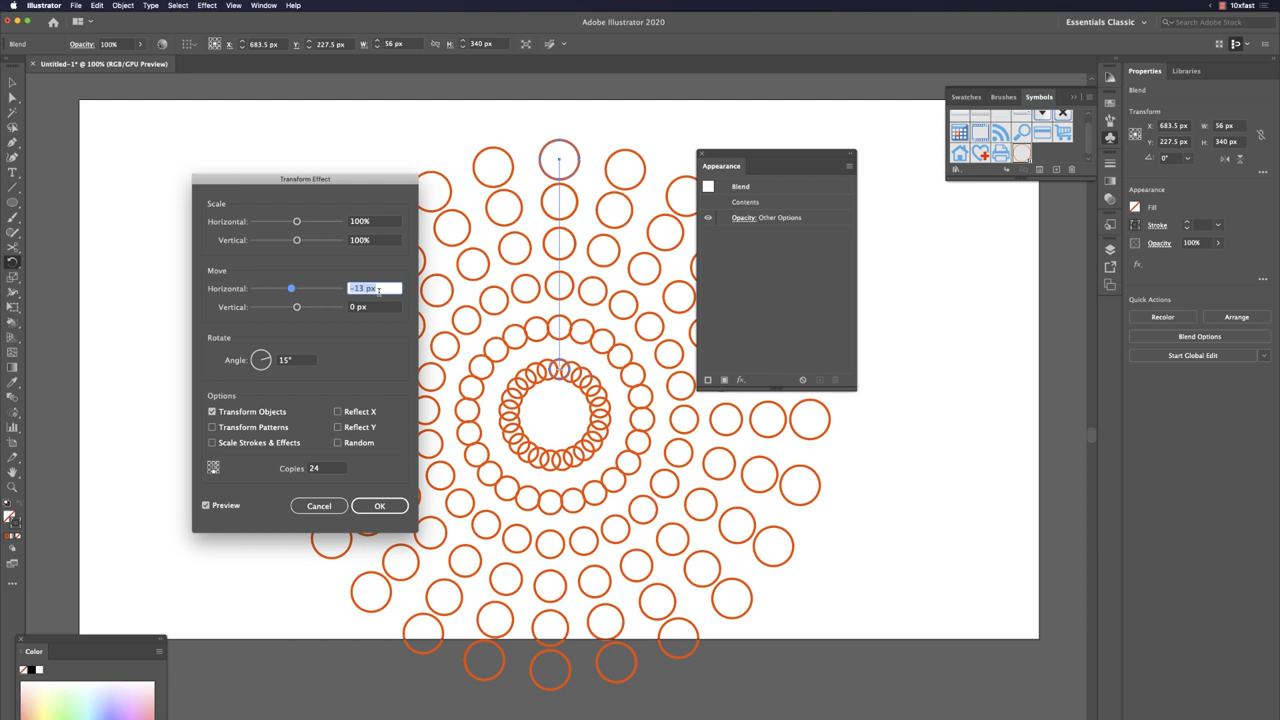 Illustrator File Edit Object Type Select Effect View Window Help 10xfast
Adobe Illustrator 2020 Essentials Classic Search Adobe Stock
Blend Opacity: 100% X: 683.5 px Y: 227.5 px W: 56 px H: 340 px
Untitled-1* @ 100% (RGB/GPU Preview)
Properties Libraries
Blend
Transform
X: 683.5 px W: 56 px
Y: 227.5 px H: 340 px
0°
Appearance
Fill
Stroke
Opacity 100%
fx.
Quick Actions
Recolor Arrange
Blend Options
Start Global Edit
Swatches Brushes Symbols
Appearance
Blend
Contents
Opacity: Other Options
fx.
Transform Effect
Scale
Horizontal: 100%
Vertical: 100%
Move
Horizontal: -13 px
Vertical: 0 px
Rotate
Angle: 15°
Options
Transform Objects Reflect X
Transform Patterns Reflect Y
Scale Strokes & Effects Random
Copies 24
Preview Cancel OK
Color